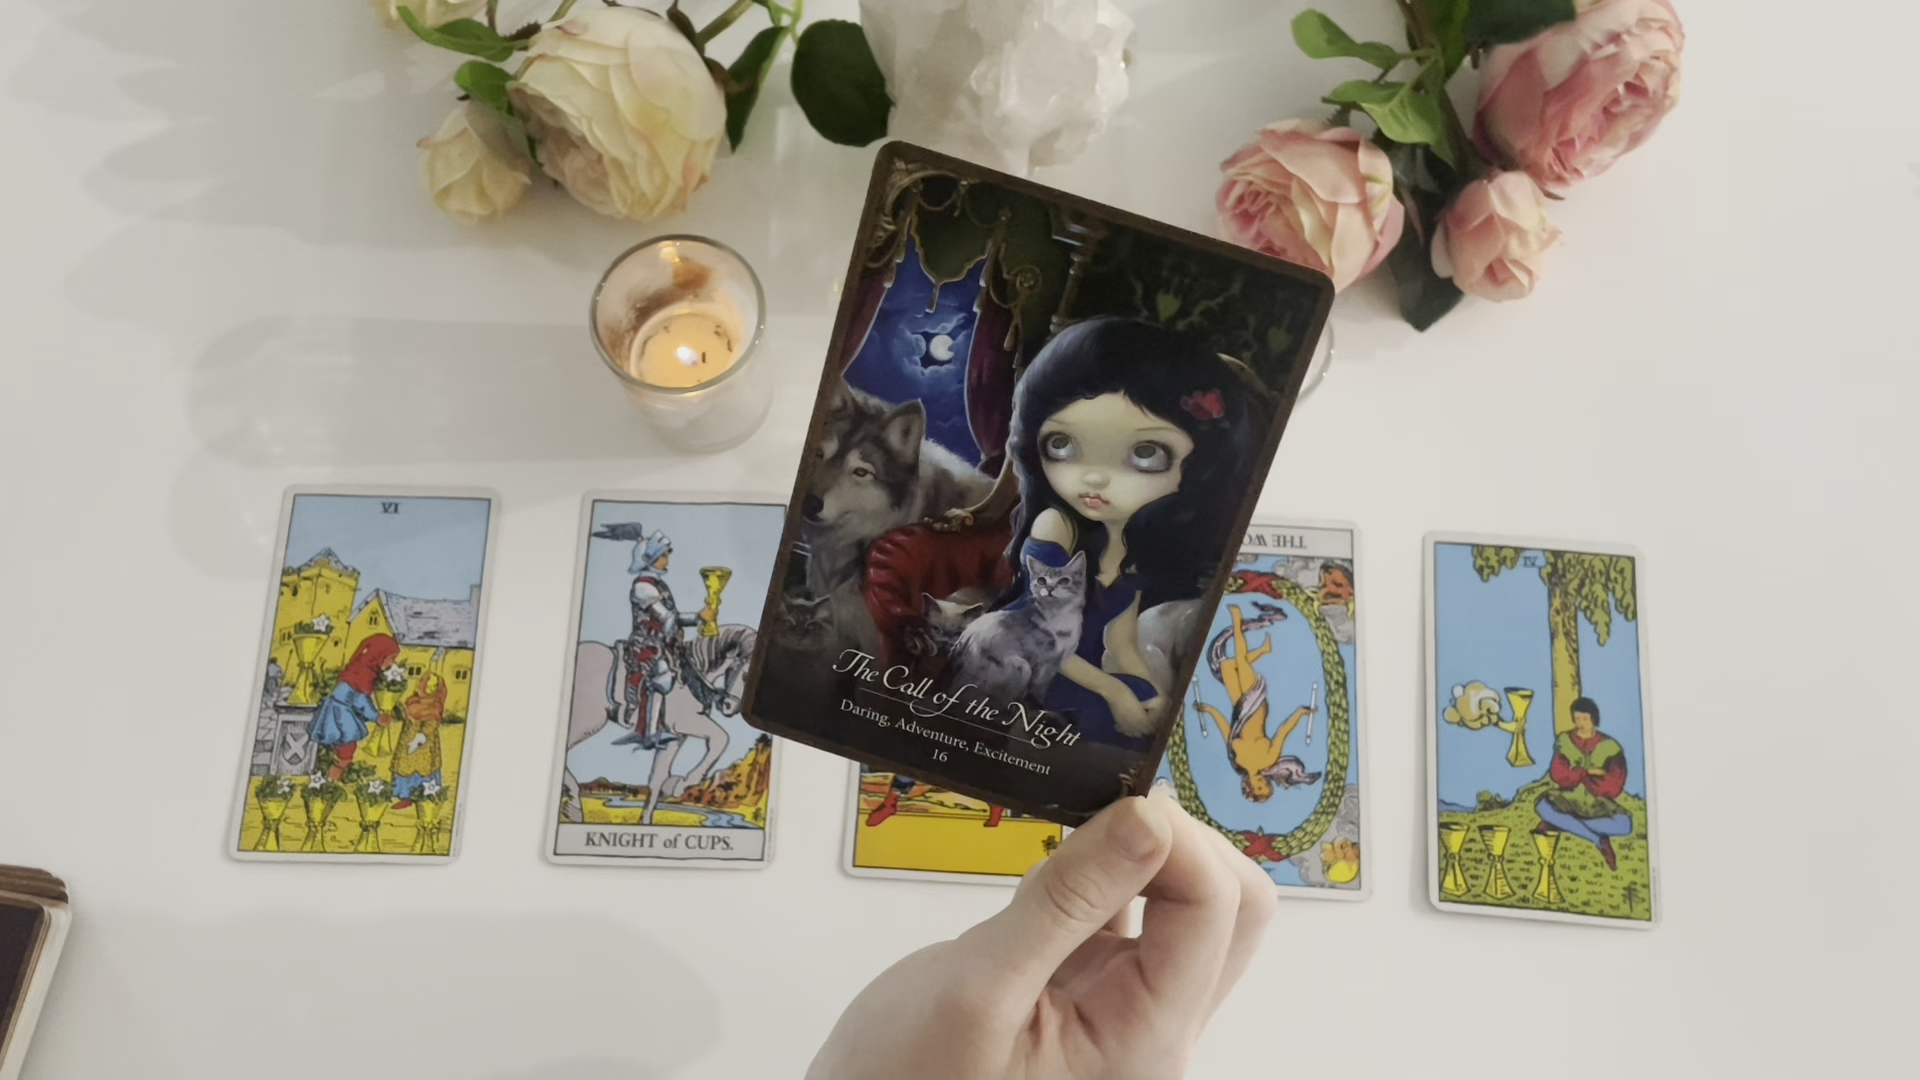 VI
KNIGHT of CUPS.
The Call of the Night
Daring, Adventure, Excitement
16
THE WO
IV